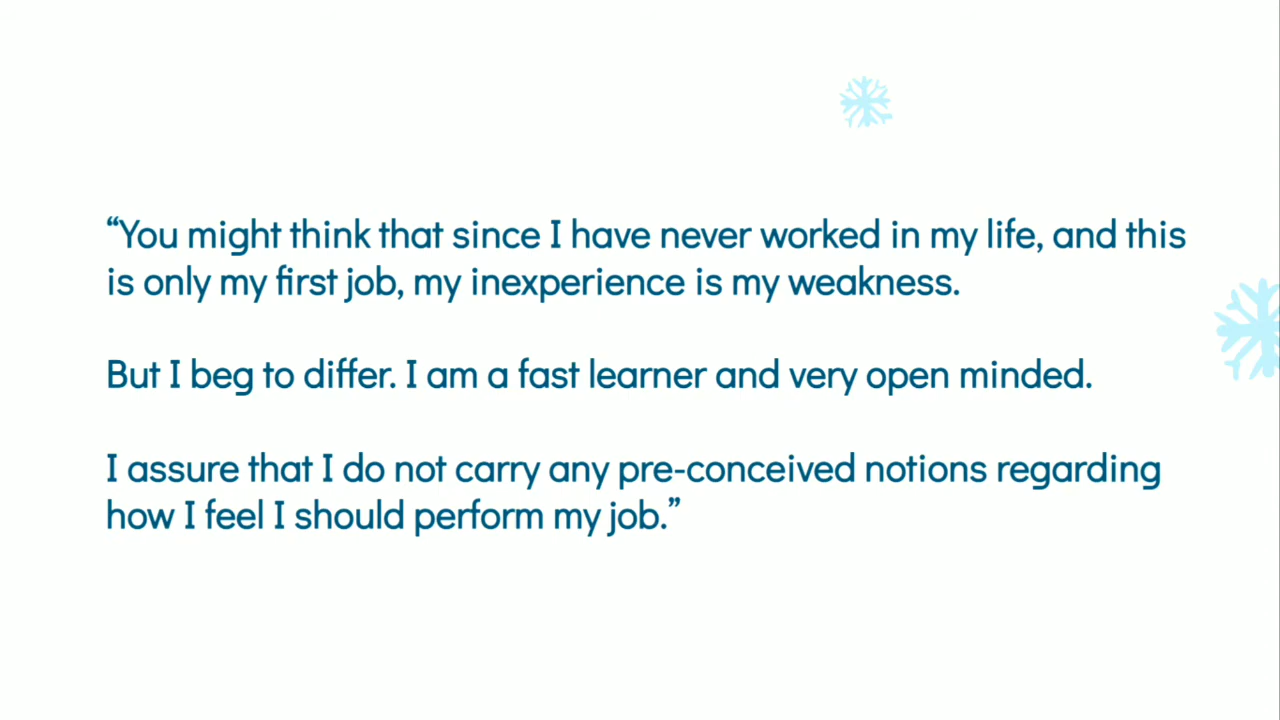 “You might think that since I have never worked in my life, and this
is only my first job, my inexperience is my weakness.
But I beg to differ. I am a fast learner and very open minded.
I assure that I do not carry any pre-conceived notions regarding
how I feel I should perform my job.”